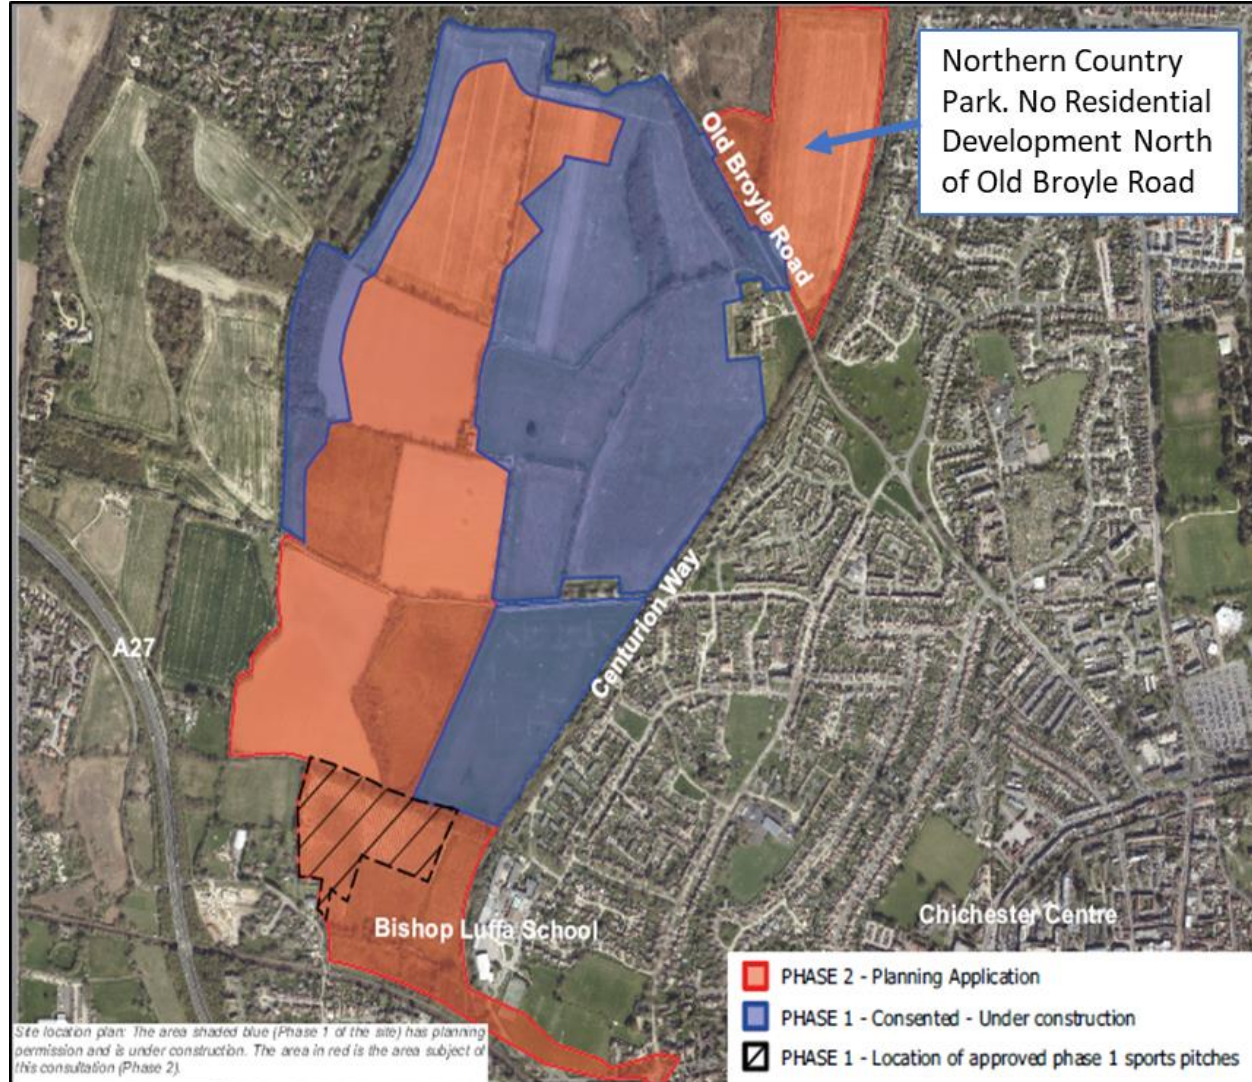 Northern Country
Park. No Residential
Development North
of Old Broyle Road
Old Broyle Road
Centurion Way
A27
Bishop Luffa School
Chichester Centre
PHASE 2 - Planning Application
PHASE 1 - Consented - Under construction
PHASE 1 - Location of approved phase 1 sports pitches
Site location plan: The area shaded blue (Phase 1 of the site) has planning
permission and is under construction. The area in red is the area subject of
this consultation (Phase 2).